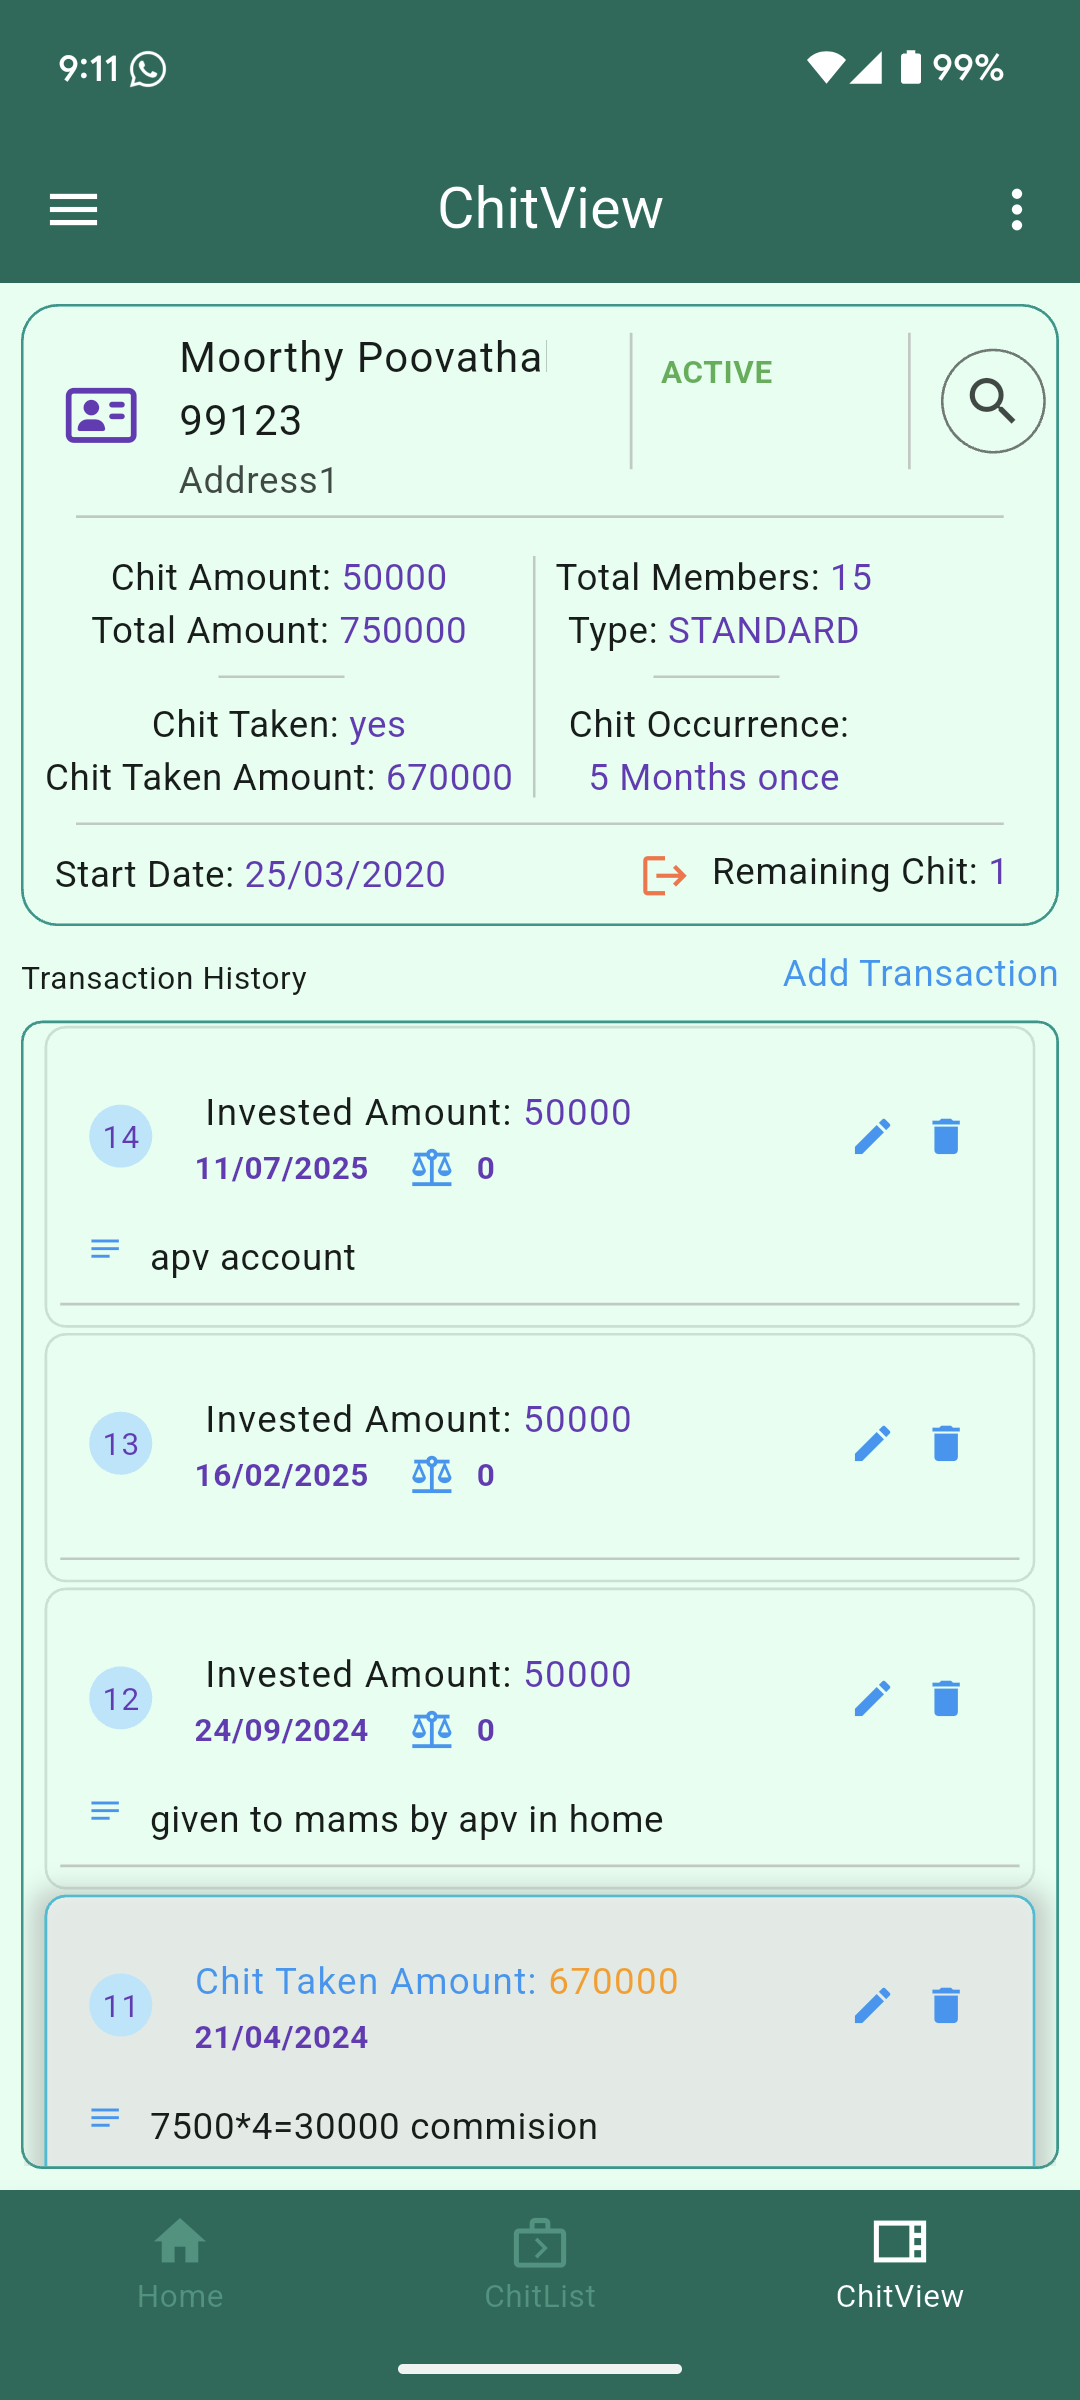 9:11 99%
ChitView
Moorthy Poovatha
99123
Address1
ACTIVE
Chit Amount: 50000
Total Amount: 750000
Total Members: 15
Type: STANDARD
Chit Taken: yes
Chit Taken Amount: 670000
Chit Occurrence:
5 Months once
Start Date: 25/03/2020
Remaining Chit: 1
Transaction History
Add Transaction
14
Invested Amount: 50000
11/07/2025 0
apv account
13
Invested Amount: 50000
16/02/2025 0
12
Invested Amount: 50000
24/09/2024 0
given to mams by apv in home
11
Chit Taken Amount: 670000
21/04/2024
7500*4=30000 commision
Home
ChitList
ChitView